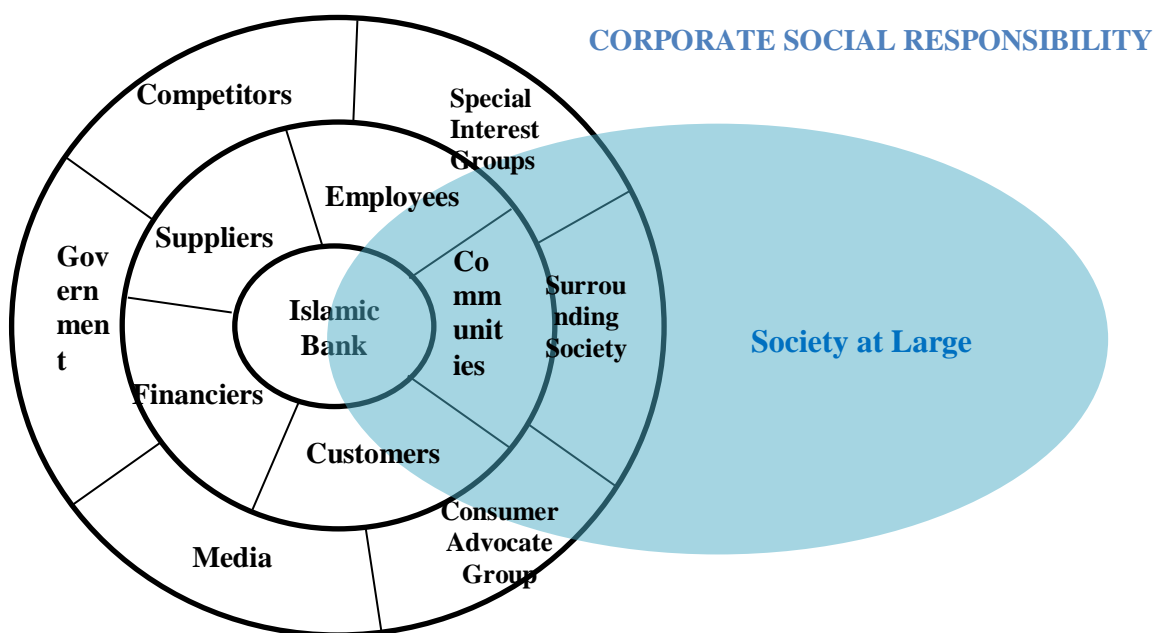 CORPORATE SOCIAL RESPONSIBILITY
Competitors
Special
Interest
Groups
Employees
Suppliers
Gov
ern
men
t
Co
mm
unit
ies
Surrou
nding
Society
Islamic
Bank
Society at Large
Financiers
Customers
Consumer
Advocate
Group
Media